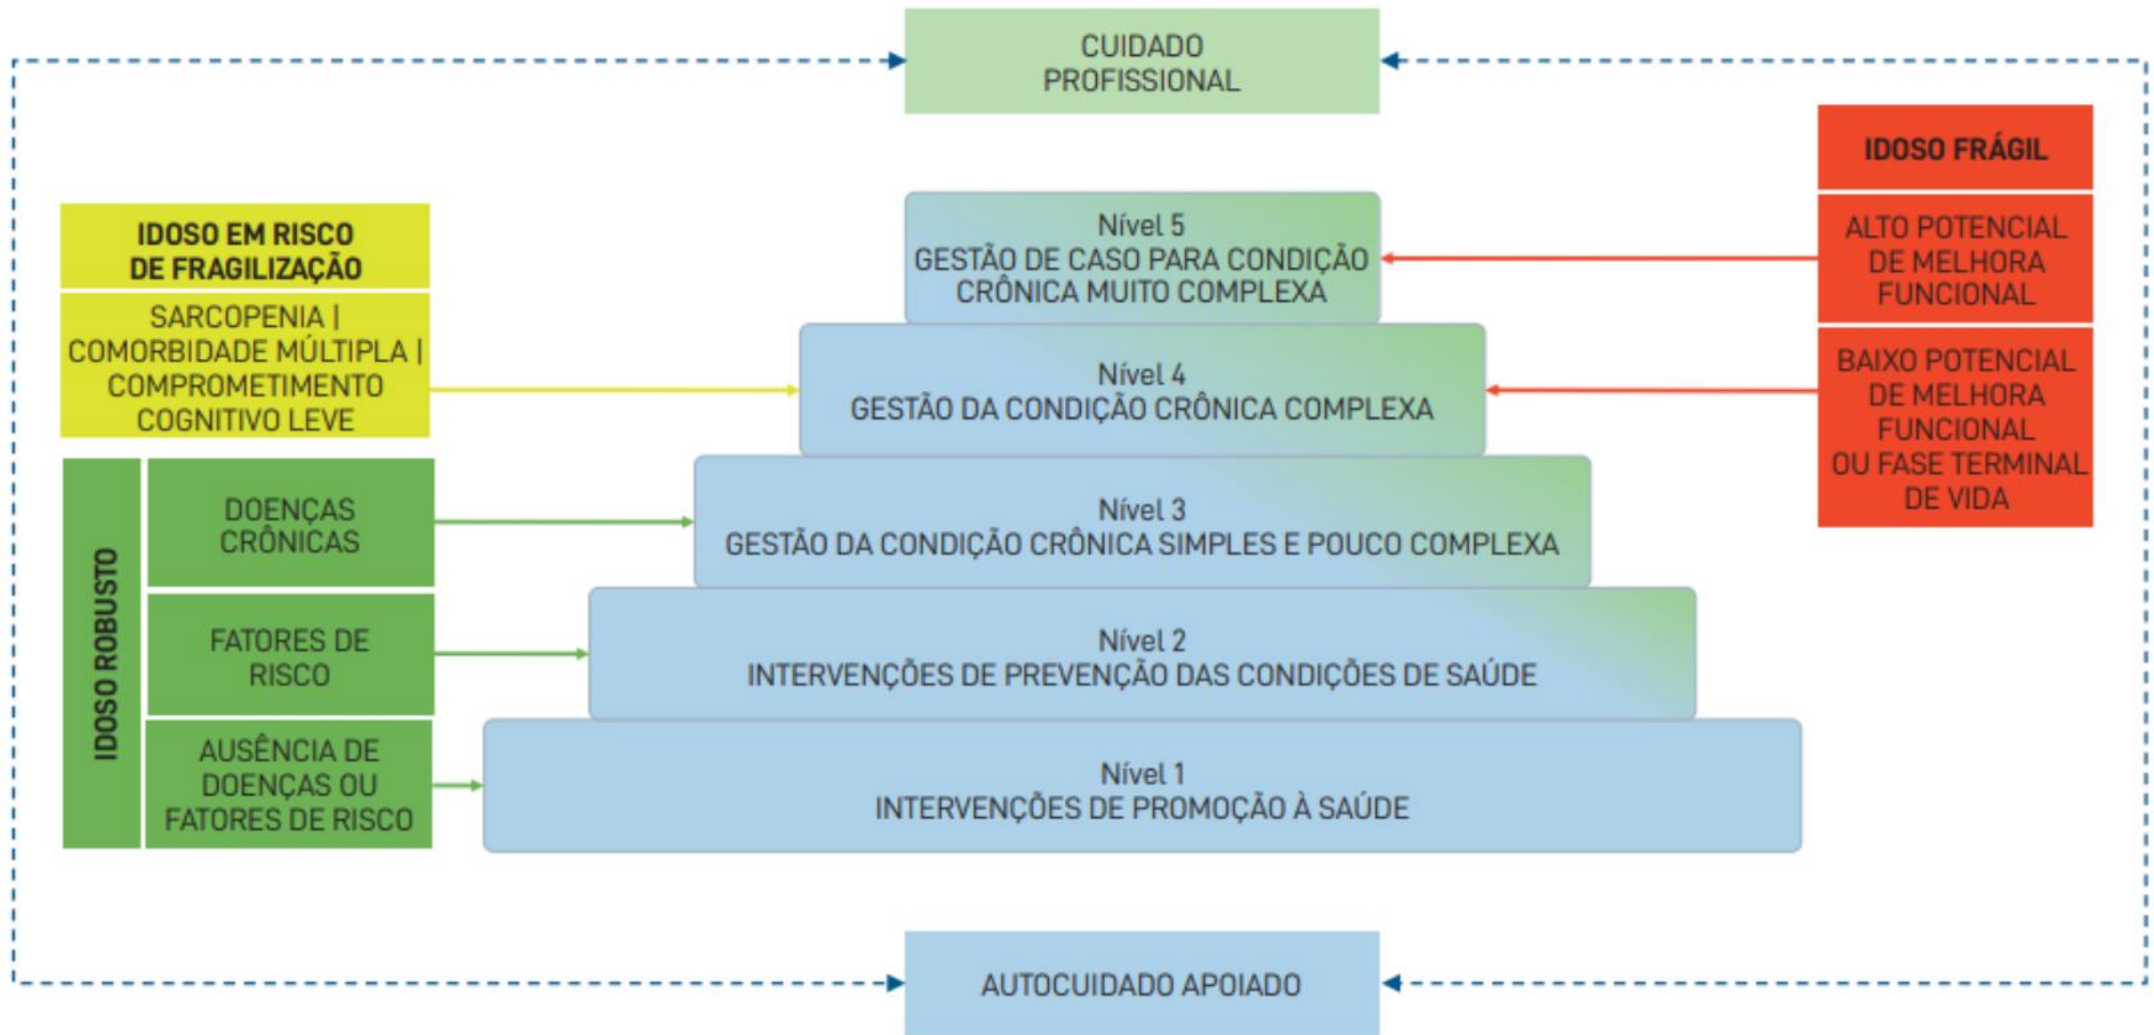 CUIDADO
PROFISSIONAL
IDOSO FRÁGIL
ALTO POTENCIAL
DE MELHORA
FUNCIONAL
BAIXO POTENCIAL
DE MELHORA
FUNCIONAL
OU FASE TERMINAL
DE VIDA
IDOSO EM RISCO
DE FRAGILIZAÇÃO
SARCOPENIA |
COMORBIDADE MÚLTIPLA |
COMPROMETIMENTO
COGNITIVO LEVE
IDOSO ROBUSTO
DOENÇAS
CRÔNICAS
FATORES DE
RISCO
AUSÊNCIA DE
DOENÇAS OU
FATORES DE RISCO
Nível 5
GESTÃO DE CASO PARA CONDIÇÃO
CRÔNICA MUITO COMPLEXA
Nível 4
GESTÃO DA CONDIÇÃO CRÔNICA COMPLEXA
Nível 3
GESTÃO DA CONDIÇÃO CRÔNICA SIMPLES E POUCO COMPLEXA
Nível 2
INTERVENÇÕES DE PREVENÇÃO DAS CONDIÇÕES DE SAÚDE
Nível 1
INTERVENÇÕES DE PROMOÇÃO À SAÚDE
AUTOCUIDADO APOIADO